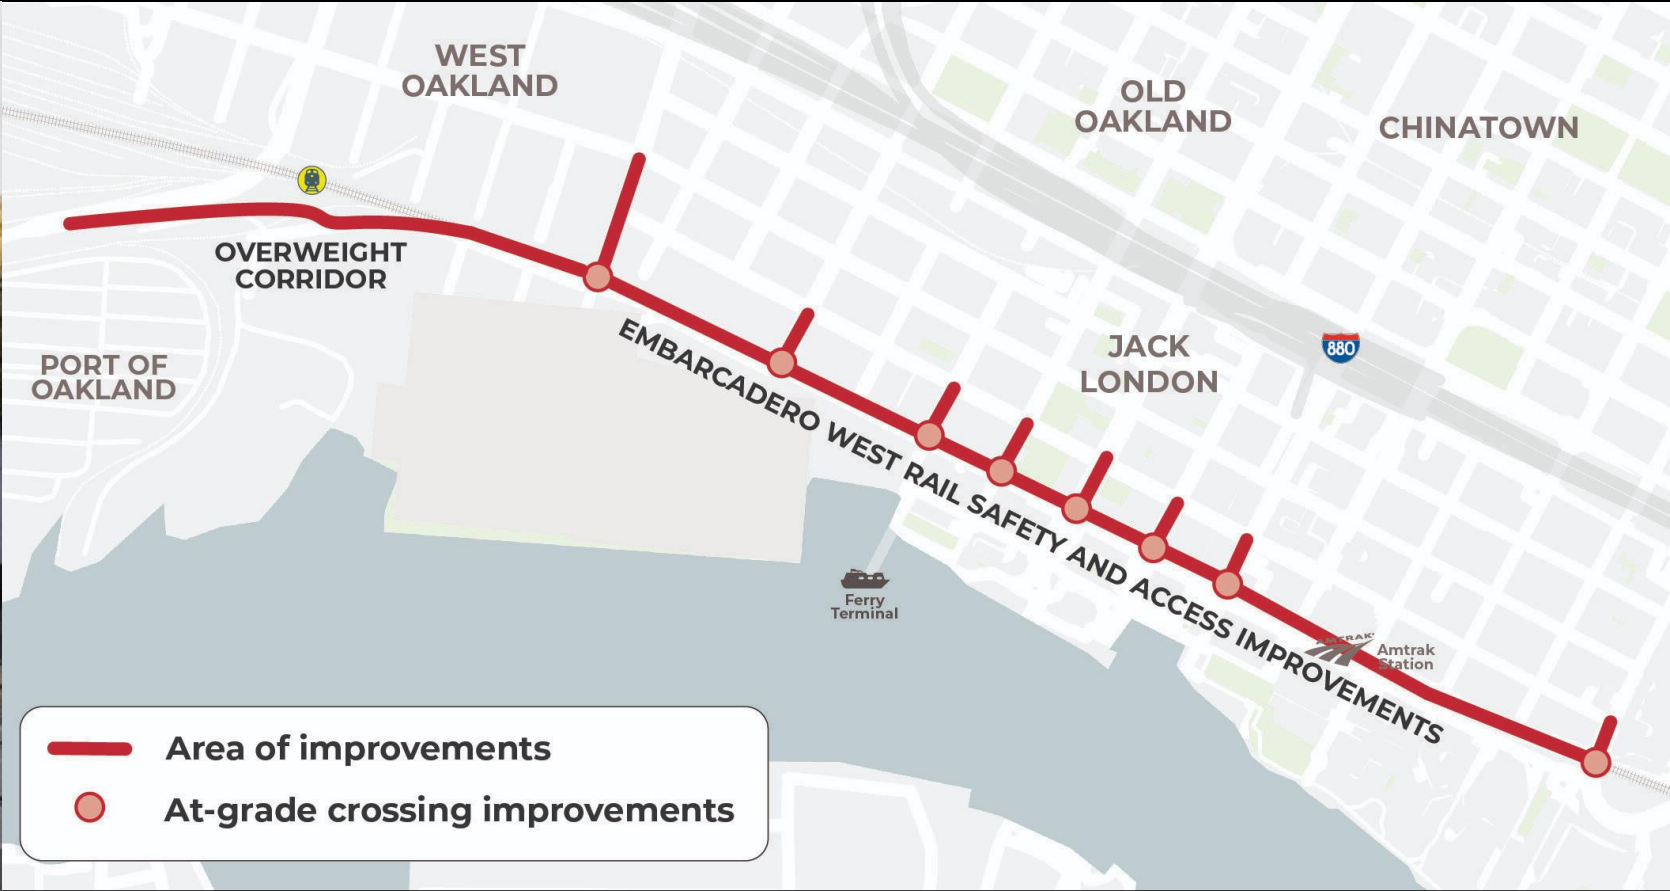 WEST
OAKLAND
OLD
OAKLAND
CHINATOWN
OVERWEIGHT
CORRIDOR
PORT OF
OAKLAND
JACK
LONDON
880
EMBARCADERO WEST RAIL SAFETY AND ACCESS IMPROVEMENTS
Ferry
Terminal
AMTRAK
Amtrak
Station
Area of improvements
At-grade crossing improvements